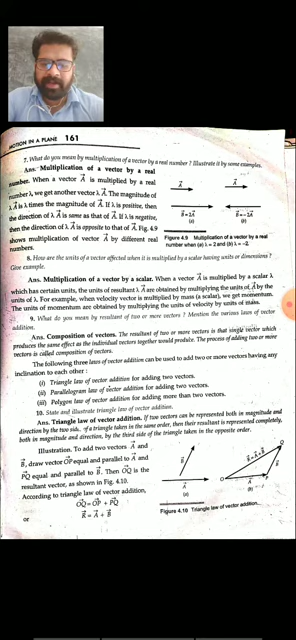 MOTION IN A PLANE 161
7. What do you mean by multiplication of a vector by a real number ? Illustrate it by some examples.
Ans. Multiplication of a vector by a real
number. When a vector A⃗ is multiplied by a real
number λ, we get another vector λ A⃗. The magnitude of
λ A⃗ is λ times the magnitude of A⃗. If λ is positive, then
the direction of λ A⃗ is same as that of A⃗. If λ is negative,
then the direction of λ A⃗ is opposite to that of A⃗. Fig. 4.9
shows multiplication of vector A⃗ by different real
numbers.
A⃗
A⃗
B⃗ = 2A⃗
B⃗ = -2A⃗
(a)
(b)
Figure 4.9 Multiplication of a vector by a real
number when (a) λ = 2 and (b) λ = -2.
8. How are the units of a vector affected when it is multiplied by a scalar having units or dimensions ?
Give example.
Ans. Multiplication of a vector by a scalar. When a vector A⃗ is multiplied by a scalar λ
which has certain units, the units of resultant λ A⃗ are obtained by multiplying the units of A⃗ by the
units of λ. For example, when velocity vector is multiplied by mass (a scalar), we get momentum.
The units of momentum are obtained by multiplying the units of velocity by units of mass.
9. What do you mean by resultant of two or more vectors ? Mention the various laws of vector
addition.
Ans. Composition of vectors. The resultant of two or more vectors is that single vector which
produces the same effect as the individual vectors together would produce. The process of adding two or more
vectors is called composition of vectors.
The following three laws of vector addition can be used to add two or more vectors having any
inclination to each other :
(i) Triangle law of vector addition for adding two vectors.
(ii) Parallelogram law of vector addition for adding two vectors.
(iii) Polygon law of vector addition for adding more than two vectors.
10. State and illustrate triangle law of vector addition.
Ans. Triangle law of vector addition. If two vectors can be represented both in magnitude and
direction by the two sides of a triangle taken in the same order, then their resultant is represented completely,
both in magnitude and direction, by the third side of the triangle taken in the opposite order.
Illustration. To add two vectors A⃗ and
B⃗, draw vector OP⃗ equal and parallel to A⃗ and
PQ⃗ equal and parallel to B⃗. Then OQ⃗ is the
resultant vector, as shown in Fig. 4.10.
According to triangle law of vector addition,
OQ⃗ = OP⃗ + PQ⃗
or
R⃗ = A⃗ + B⃗
A⃗
(a)
O
Q
R⃗ = A⃗ + B⃗
B⃗
A⃗
(b)
Figure 4.10 Triangle law of vector addition.